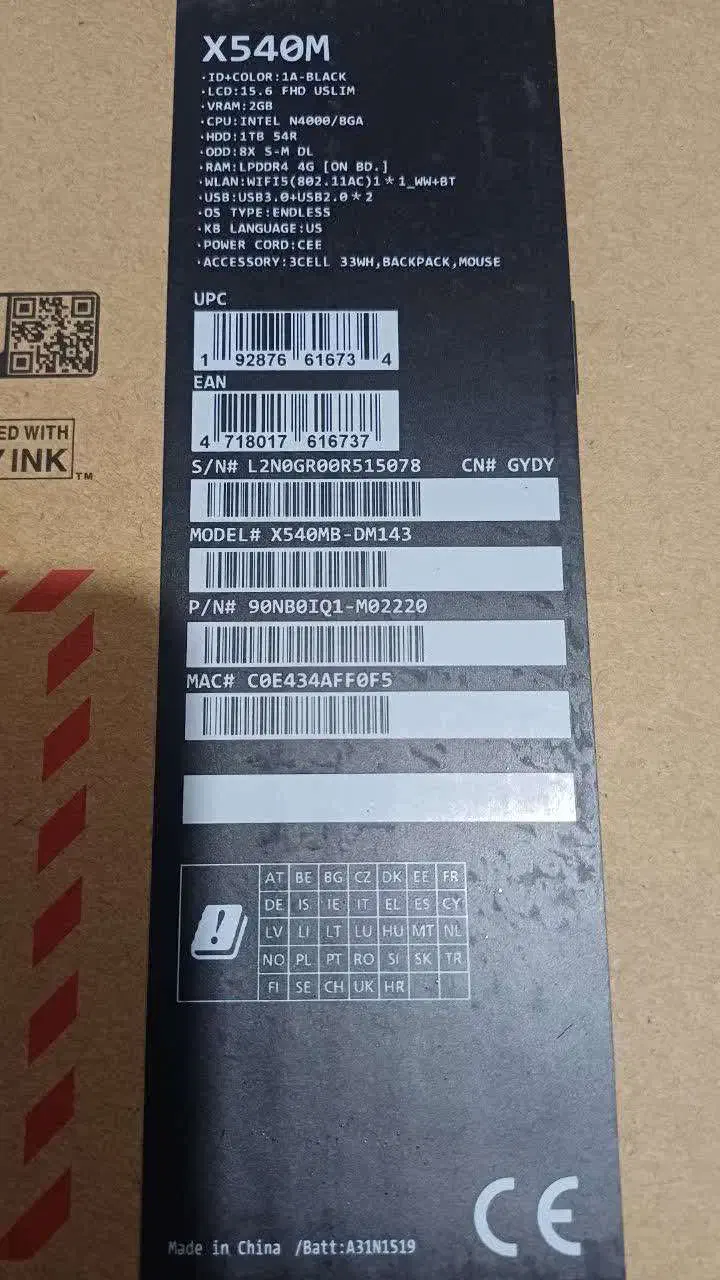 X540M
·ID+COLOR:1A-BLACK
·LCD:15.6 FHD USLIM
·VRAM:2GB
·CPU:INTEL N4000/BGA
·HDD:1TB 54R
·ODD:8X S-M DL
·RAM:LPDDR4 4G [ON BD.]
·WLAN:WIFI5(802.11AC)1*1_WW+BT
·USB:USB3.0+USB2.0*2
·OS TYPE:ENDLESS
·KB LANGUAGE:US
·POWER CORD:CEE
·ACCESSORY:3CELL 33WH,BACKPACK,MOUSE
UPC
1 92876 61673 4
EAN
4 718017 616737
ED WITH
Y INK TM
S/N# L2N0GR00R515078 CN# GYDY
MODEL# X540MB-DM143
P/N# 90NB0IQ1-M02220
MAC# C0E434AFF0F5
AT BE BG CZ DK EE FR
DE IS IE IT EL ES CY
LV LI LT LU HU MT NL
NO PL PT RO SI SK TR
FI SE CH UK HR
CE
Made in China /Batt:A31N1519